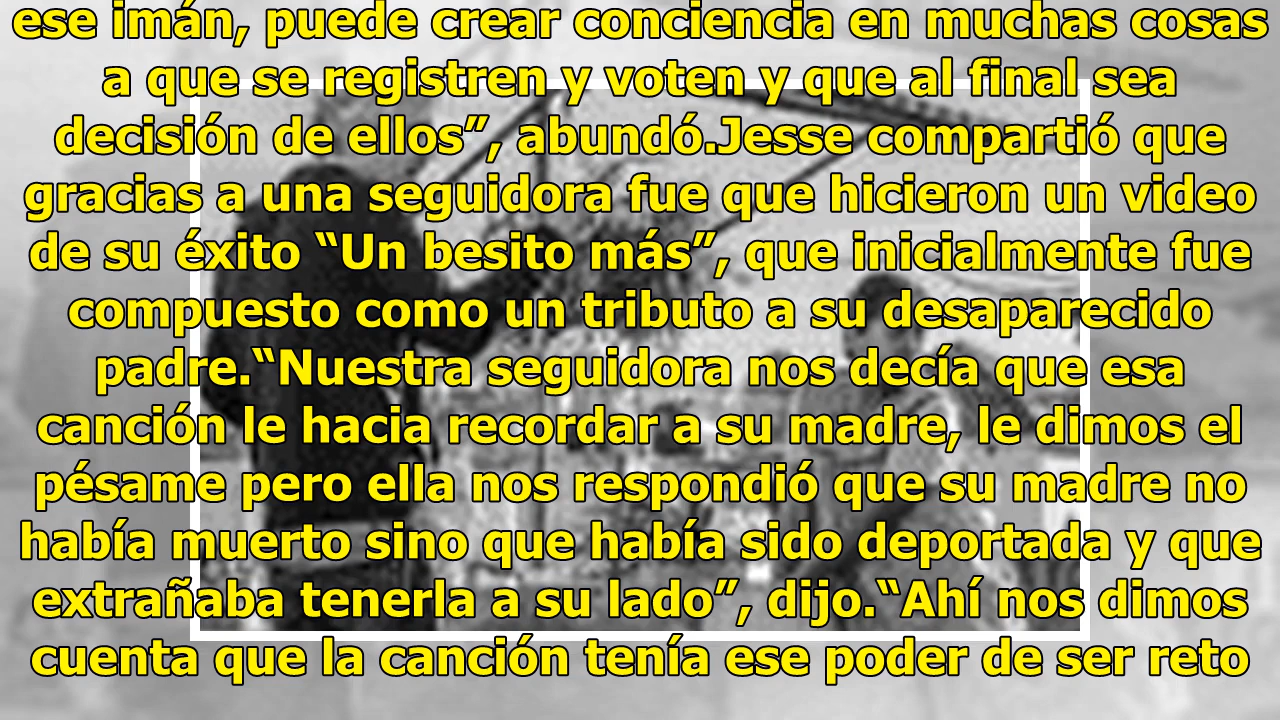 ese imán, puede crear conciencia en muchas cosas
a que se registren y voten y que al final sea
decisión de ellos”, abundó.Jesse compartió que
gracias a una seguidora fue que hicieron un video
de su éxito “Un besito más”, que inicialmente fue
compuesto como un tributo a su desaparecido
padre.“Nuestra seguidora nos decía que esa
canción le hacia recordar a su madre, le dimos el
pésame pero ella nos respondió que su madre no
había muerto sino que había sido deportada y que
extrañaba tenerla a su lado”, dijo.“Ahí nos dimos
cuenta que la canción tenía ese poder de ser reto